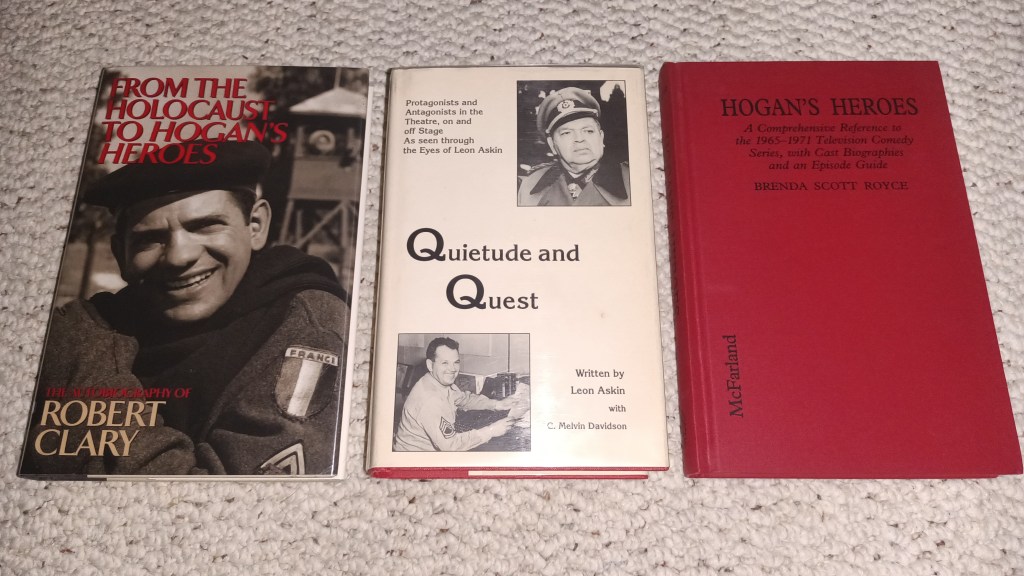 FROM THE
HOLOCAUST
TO HOGAN'S
HEROES
FRANCE
THE AUTOBIOGRAPHY OF
ROBERT
CLARY
Protagonists and
Antagonists in the
Theatre, on and
off Stage
As seen through
the Eyes of Leon Askin
Quietude and
Quest
Written by
Leon Askin
with
C. Melvin Davidson
HOGAN'S HEROES
A Comprehensive Reference to
the 1965–1971 Television Comedy
Series, with Cast Biographies
and an Episode Guide
BRENDA SCOTT ROYCE
McFarland